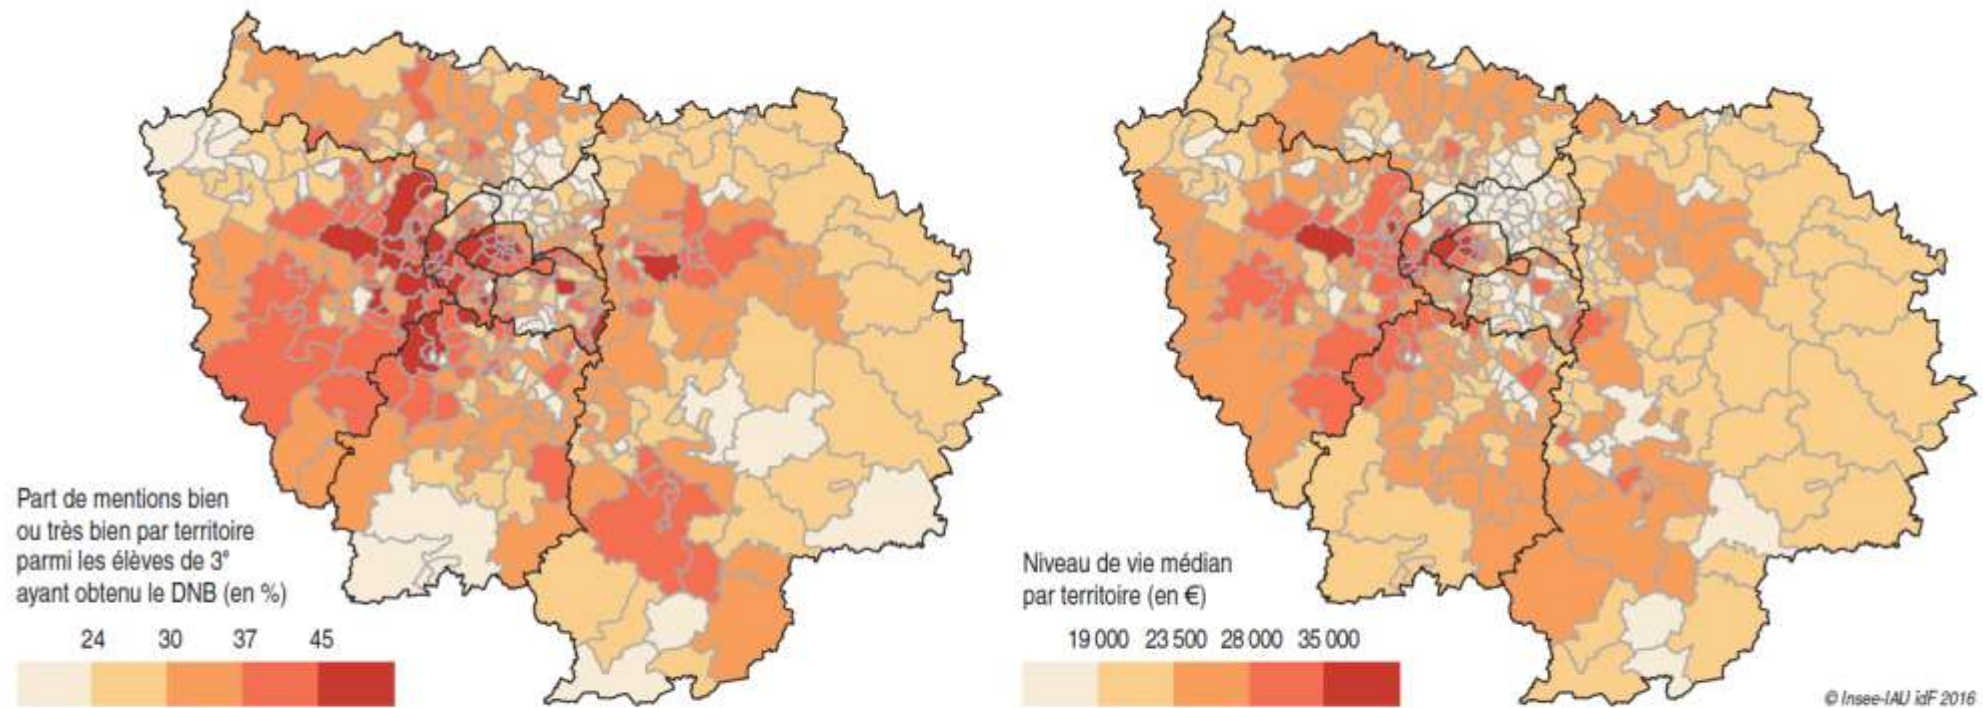 Part de mentions bien
ou très bien par territoire
parmi les élèves de 3°
ayant obtenu le DNB (en %)
24 30 37 45
Niveau de vie médian
par territoire (en €)
19 000 23 500 28 000 35 000
© Insee-IAU îdF 2016